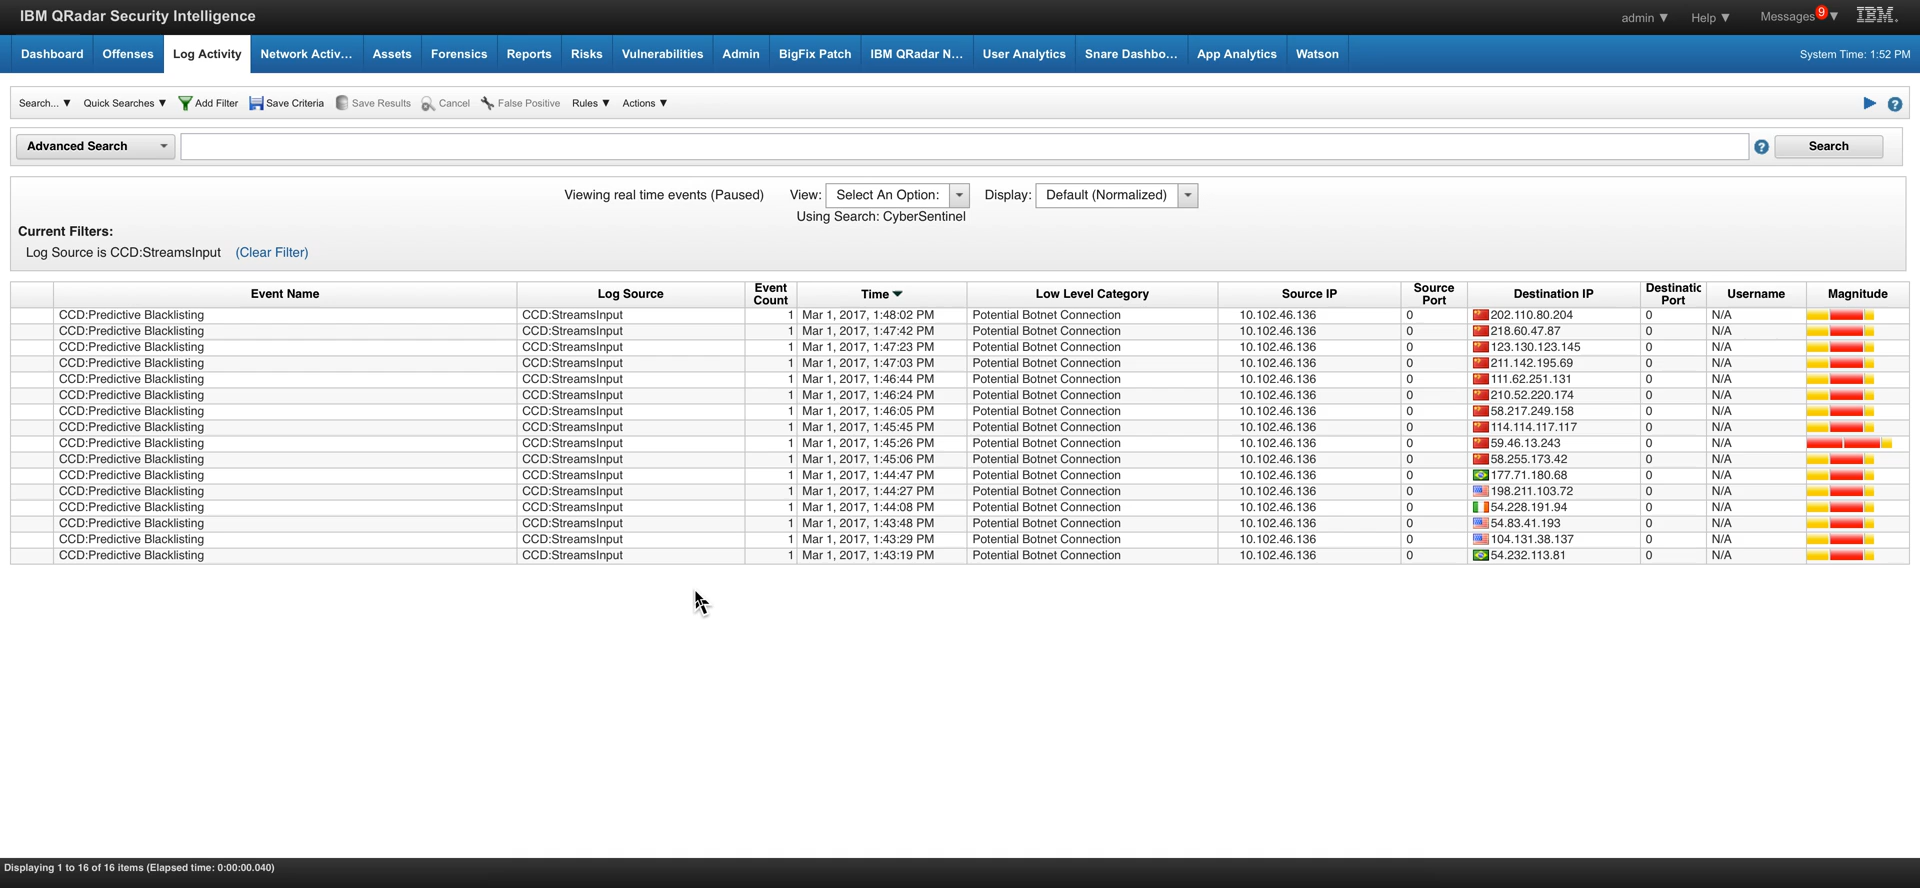 IBM QRadar Security Intelligence
admin ▼ Help ▼ Messages 9 ▼ IBM
Dashboard Offenses Log Activity Network Activ... Assets Forensics Reports Risks Vulnerabilities Admin BigFix Patch IBM QRadar N... User Analytics Snare Dashbo... App Analytics Watson System Time: 1:52 PM
Search... ▼ Quick Searches ▼ Add Filter Save Criteria Save Results Cancel False Positive Rules ▼ Actions ▼ ?
Advanced Search ? Search
Viewing real time events (Paused) View: Select An Option: Display: Default (Normalized)
Using Search: CyberSentinel
Current Filters:
Log Source is CCD:StreamsInput (Clear Filter)
Event Name Log Source Event Count Time Low Level Category Source IP Source Port Destination IP Destinatic Port Username Magnitude
CCD:Predictive Blacklisting CCD:StreamsInput 1 Mar 1, 2017, 1:48:02 PM Potential Botnet Connection 10.102.46.136 0 202.110.80.204 0 N/A
CCD:Predictive Blacklisting CCD:StreamsInput 1 Mar 1, 2017, 1:47:42 PM Potential Botnet Connection 10.102.46.136 0 218.60.47.87 0 N/A
CCD:Predictive Blacklisting CCD:StreamsInput 1 Mar 1, 2017, 1:47:23 PM Potential Botnet Connection 10.102.46.136 0 123.130.123.145 0 N/A
CCD:Predictive Blacklisting CCD:StreamsInput 1 Mar 1, 2017, 1:47:03 PM Potential Botnet Connection 10.102.46.136 0 211.142.195.69 0 N/A
CCD:Predictive Blacklisting CCD:StreamsInput 1 Mar 1, 2017, 1:46:44 PM Potential Botnet Connection 10.102.46.136 0 111.62.251.131 0 N/A
CCD:Predictive Blacklisting CCD:StreamsInput 1 Mar 1, 2017, 1:46:24 PM Potential Botnet Connection 10.102.46.136 0 210.52.220.174 0 N/A
CCD:Predictive Blacklisting CCD:StreamsInput 1 Mar 1, 2017, 1:46:05 PM Potential Botnet Connection 10.102.46.136 0 58.217.249.158 0 N/A
CCD:Predictive Blacklisting CCD:StreamsInput 1 Mar 1, 2017, 1:45:45 PM Potential Botnet Connection 10.102.46.136 0 114.114.117.117 0 N/A
CCD:Predictive Blacklisting CCD:StreamsInput 1 Mar 1, 2017, 1:45:26 PM Potential Botnet Connection 10.102.46.136 0 59.46.13.243 0 N/A
CCD:Predictive Blacklisting CCD:StreamsInput 1 Mar 1, 2017, 1:45:06 PM Potential Botnet Connection 10.102.46.136 0 58.255.173.42 0 N/A
CCD:Predictive Blacklisting CCD:StreamsInput 1 Mar 1, 2017, 1:44:47 PM Potential Botnet Connection 10.102.46.136 0 177.71.180.68 0 N/A
CCD:Predictive Blacklisting CCD:StreamsInput 1 Mar 1, 2017, 1:44:27 PM Potential Botnet Connection 10.102.46.136 0 198.211.103.72 0 N/A
CCD:Predictive Blacklisting CCD:StreamsInput 1 Mar 1, 2017, 1:44:08 PM Potential Botnet Connection 10.102.46.136 0 54.228.191.94 0 N/A
CCD:Predictive Blacklisting CCD:StreamsInput 1 Mar 1, 2017, 1:43:48 PM Potential Botnet Connection 10.102.46.136 0 54.83.41.193 0 N/A
CCD:Predictive Blacklisting CCD:StreamsInput 1 Mar 1, 2017, 1:43:29 PM Potential Botnet Connection 10.102.46.136 0 104.131.38.137 0 N/A
CCD:Predictive Blacklisting CCD:StreamsInput 1 Mar 1, 2017, 1:43:19 PM Potential Botnet Connection 10.102.46.136 0 54.232.113.81 0 N/A
Displaying 1 to 16 of 16 items (Elapsed time: 0:00:00.040)